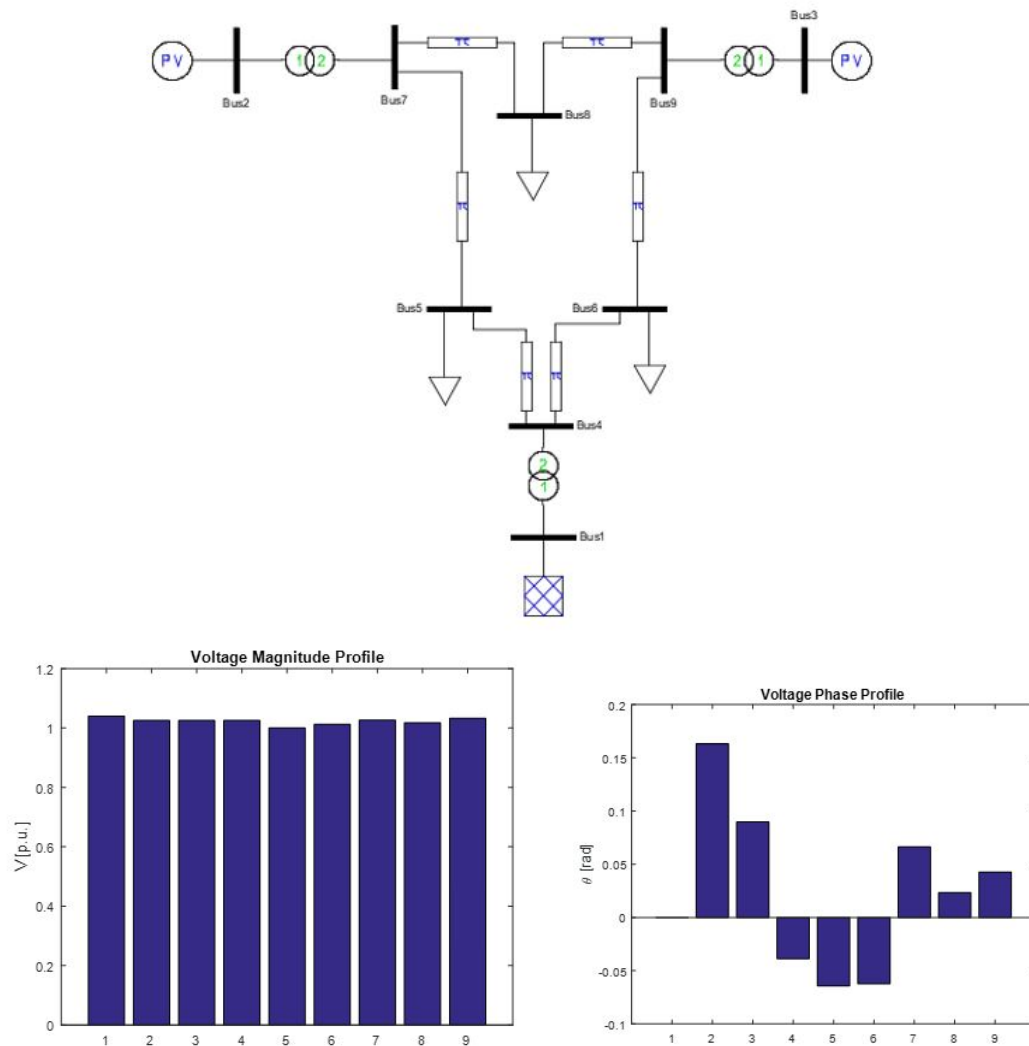 Bus3
PV
1 2
π
π
2 1
PV
Bus2
Bus7
Bus8
Bus9
π
π
Bus5
Bus6
π
π
Bus4
2
1
Bus1
Voltage Magnitude Profile
1.2
1
0.8
0.6
0.4
0.2
0
V [p.u.]
1 2 3 4 5 6 7 8 9
Voltage Phase Profile
0.2
0.15
0.1
0.05
0
-0.05
-0.1
θ [rad]
1 2 3 4 5 6 7 8 9